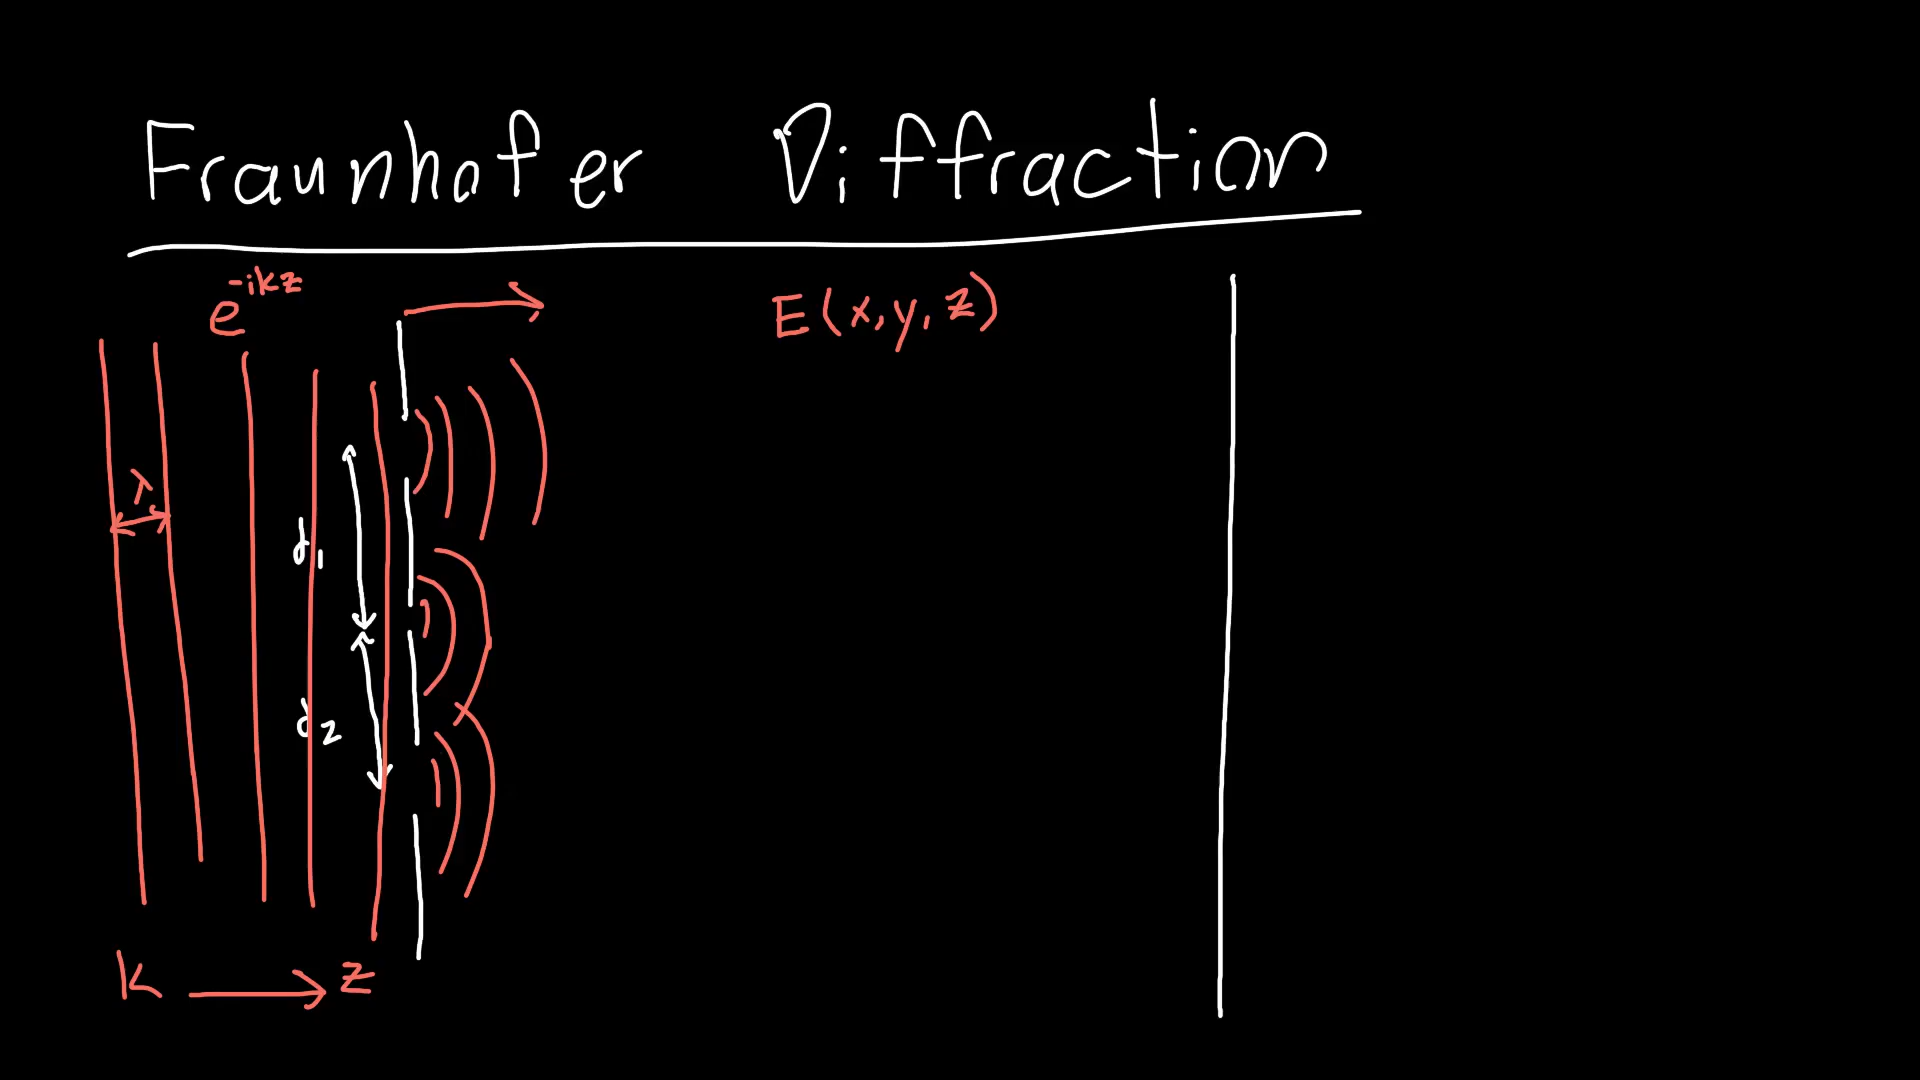 Fraunhofer Diffraction
e^{-ikz}
E(x,y,z)
λ
d₁
d₂
k → z